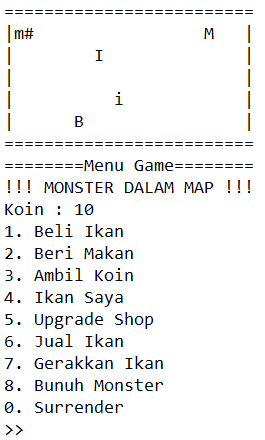 =========================
|m#                 M   |
|        I              |
|                       |
|          i            |
|      B                |
=========================
========Menu Game========
!!! MONSTER DALAM MAP !!!
Koin : 10
1. Beli Ikan
2. Beri Makan
3. Ambil Koin
4. Ikan Saya
5. Upgrade Shop
6. Jual Ikan
7. Gerakkan Ikan
8. Bunuh Monster
0. Surrender
>>